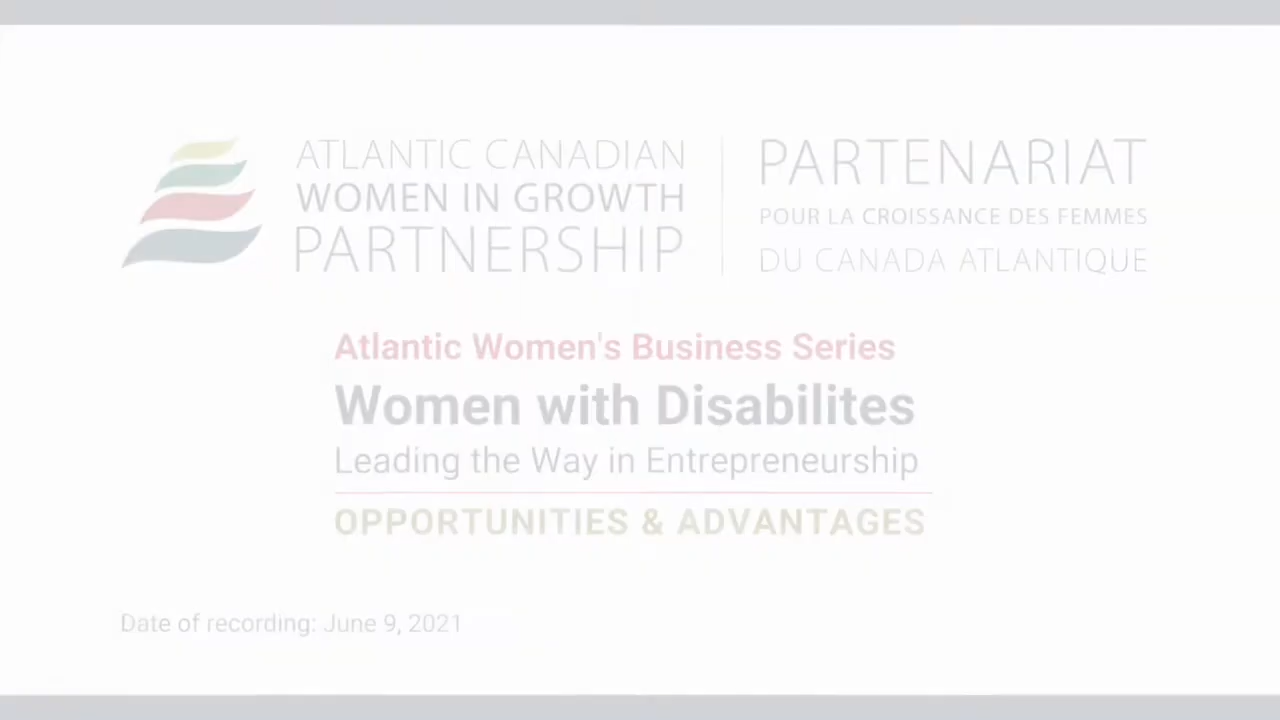 ATLANTIC CANADIAN
WOMEN IN GROWTH
PARTNERSHIP
PARTENARIAT
POUR LA CROISSANCE DES FEMMES
DU CANADA ATLANTIQUE
Atlantic Women's Business Series
Women with Disabilites
Leading the Way in Entrepreneurship
OPPORTUNITIES & ADVANTAGES
Date of recording: June 9, 2021